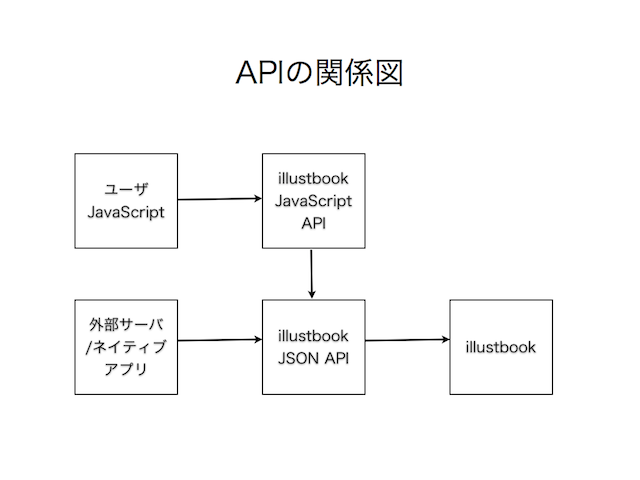 APIの関係図
ユーザ
JavaScript
illustbook
JavaScript
API
外部サーバ
/ネイティブ
アプリ
illustbook
JSON API
illustbook